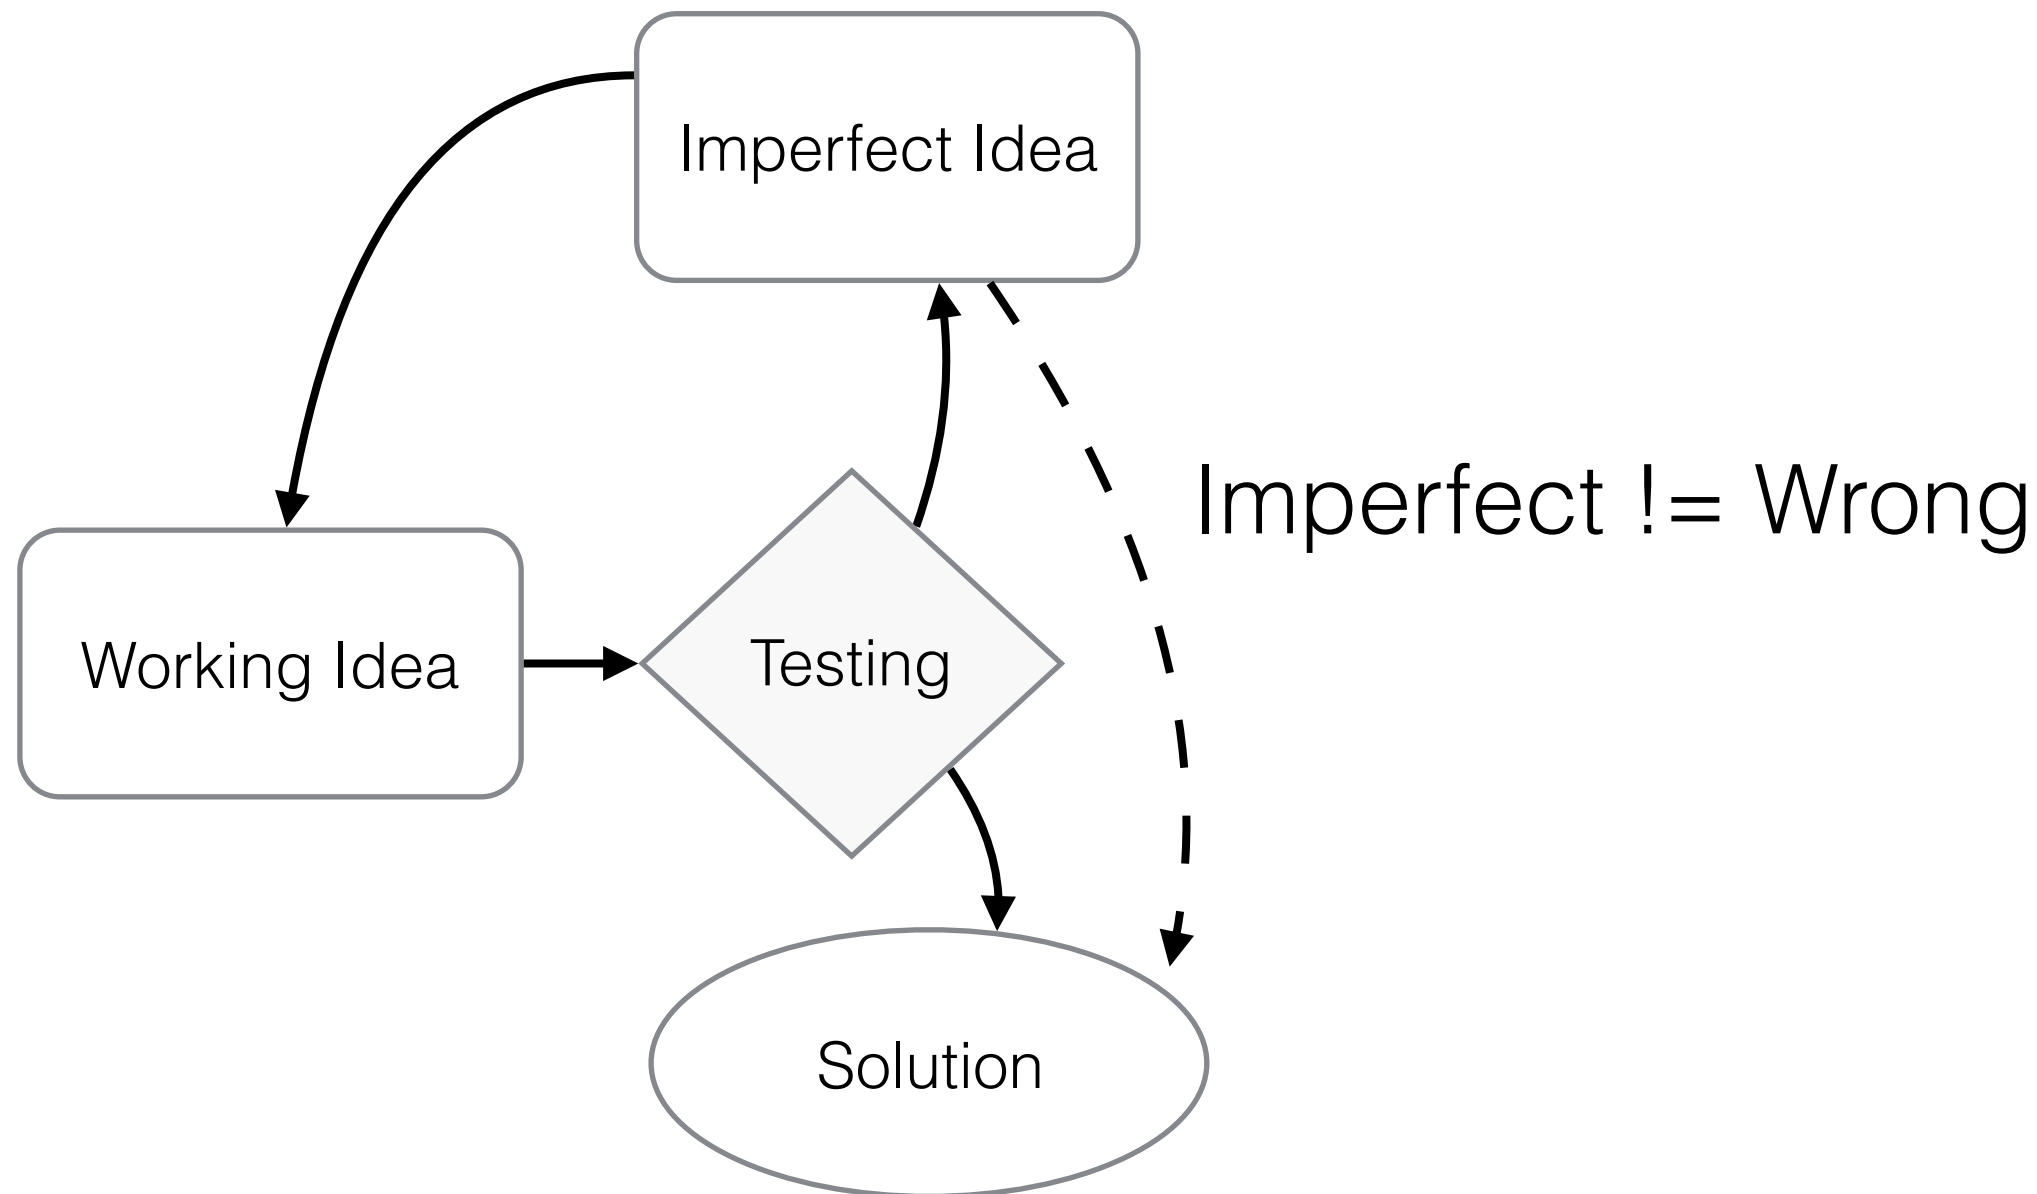 Imperfect Idea
Imperfect != Wrong
Working Idea
Testing
Solution